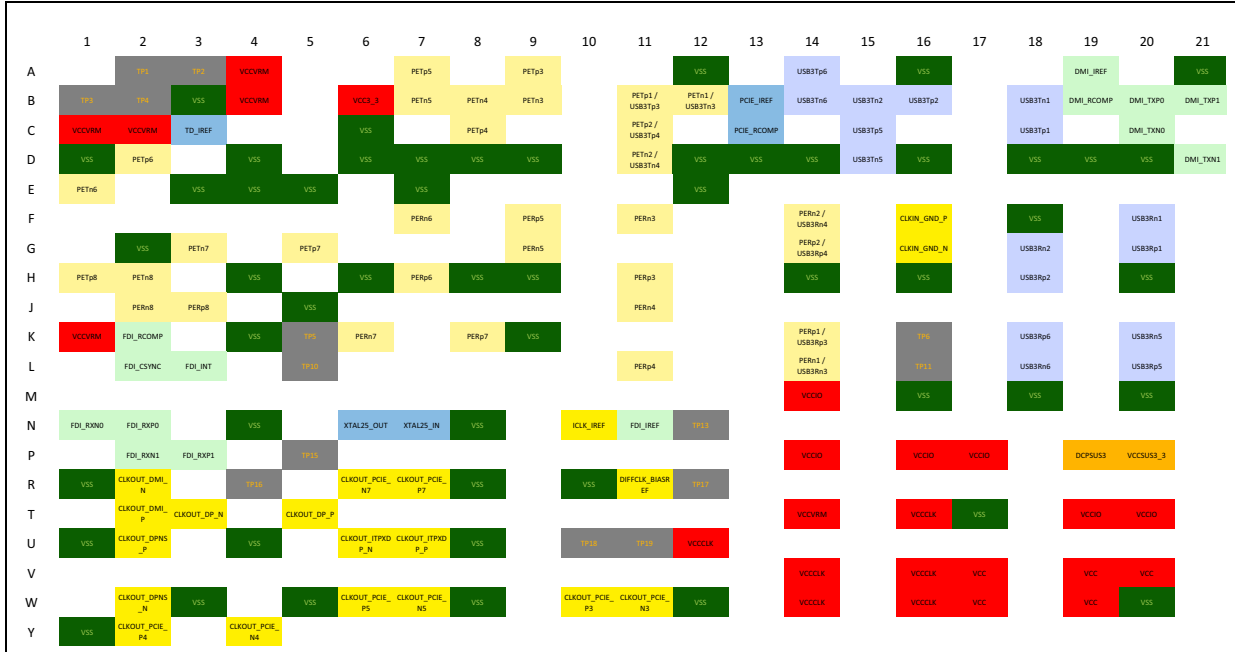 1 2 3 4 5 6 7 8 9 10 11 12 13 14 15 16 17 18 19 20 21
A TP1 TP2 VCCVRM PETp5 PETp3 VSS USB3Tp6 VSS DMI_IREF VSS
B TP3 TP4 VSS VCCVRM VCC3_3 PETn5 PETn4 PETn3 PETp1 / USB3Tp3 PETn1 / USB3Tn3 PCIE_IREF USB3Tn6 USB3Tn2 USB3Tp2 USB3Tn1 DMI_RCOMP DMI_TXP0 DMI_TXP1
C VCCVRM VCCVRM TD_IREF VSS PETp4 PETp2 / USB3Tp4 PCIE_RCOMP USB3Tp5 USB3Tp1 DMI_TXN0
D VSS PETp6 VSS VSS VSS VSS VSS PETn2 / USB3Tn4 VSS VSS VSS USB3Tn5 VSS VSS VSS VSS DMI_TXN1
E PETn6 VSS VSS VSS VSS VSS
F PERn6 PERp5 PERn3 PERn2 / USB3Rn4 CLKIN_GND_P VSS USB3Rn1
G VSS PETn7 PETp7 PERn5 PERp2 / USB3Rp4 CLKIN_GND_N USB3Rn2 USB3Rp1
H PETp8 PETn8 VSS VSS PERp6 VSS VSS PERp3 VSS VSS USB3Rp2 VSS
J PERn8 PERp8 VSS PERn4
K VCCVRM FDI_RCOMP VSS TP5 PERn7 PERp7 VSS PERp1 / USB3Rp3 TP6 USB3Rp6 USB3Rn5
L FDI_CSYNC FDI_INT TP10 PERp4 PERn1 / USB3Rn3 TP11 USB3Rn6 USB3Rp5
M VCCIO VSS VSS VSS
N FDI_RXN0 FDI_RXP0 VSS XTAL25_OUT XTAL25_IN VSS ICLK_IREF FDI_IREF TP13
P FDI_RXN1 FDI_RXP1 TP15 VCCIO VCCIO VCCIO DCPSUS3 VCCSUS3_3
R VSS CLKOUT_DMI_N TP16 CLKOUT_PCIE_N7 CLKOUT_PCIE_P7 VSS VSS DIFFCLK_BIASREF TP17
T CLKOUT_DMI_P CLKOUT_DP_N CLKOUT_DP_P VCCVRM VCCCLK VSS VCCIO VCCIO
U VSS CLKOUT_DPNS_P VSS CLKOUT_ITPXDP_N CLKOUT_ITPXDP_P VSS TP18 TP19 VCCCLK
V VCCCLK VCCCLK VCC VCC VCC
W CLKOUT_DPNS_N VSS VSS CLKOUT_PCIE_P5 CLKOUT_PCIE_N5 VSS CLKOUT_PCIE_P3 CLKOUT_PCIE_N3 VSS VCCCLK VCCCLK VCC VCC VSS
Y VSS CLKOUT_PCIE_P4 CLKOUT_PCIE_N4